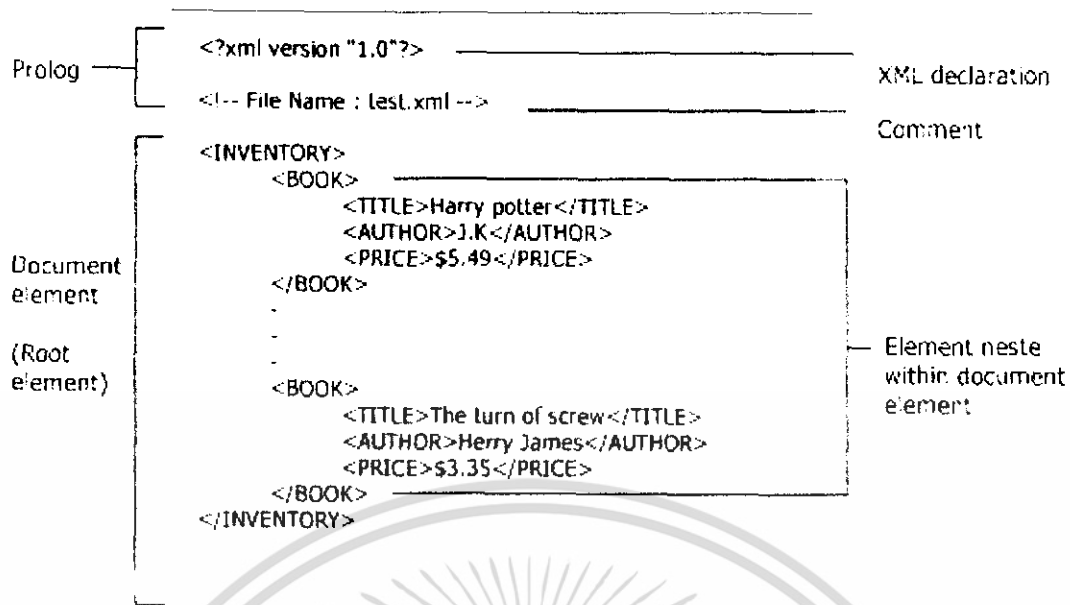 Prolog
<?xml version "1.0"?>
XML declaration
<!-- File Name : test.xml -->
Comment
<INVENTORY>
<BOOK>
<TITLE>Harry potter</TITLE>
<AUTHOR>J.K</AUTHOR>
<PRICE>$5.49</PRICE>
</BOOK>
-
-
-
<BOOK>
<TITLE>The turn of screw</TITLE>
<AUTHOR>Herry James</AUTHOR>
<PRICE>$3.35</PRICE>
</BOOK>
</INVENTORY>
Document
element
(Root
element)
Element neste
within document
element